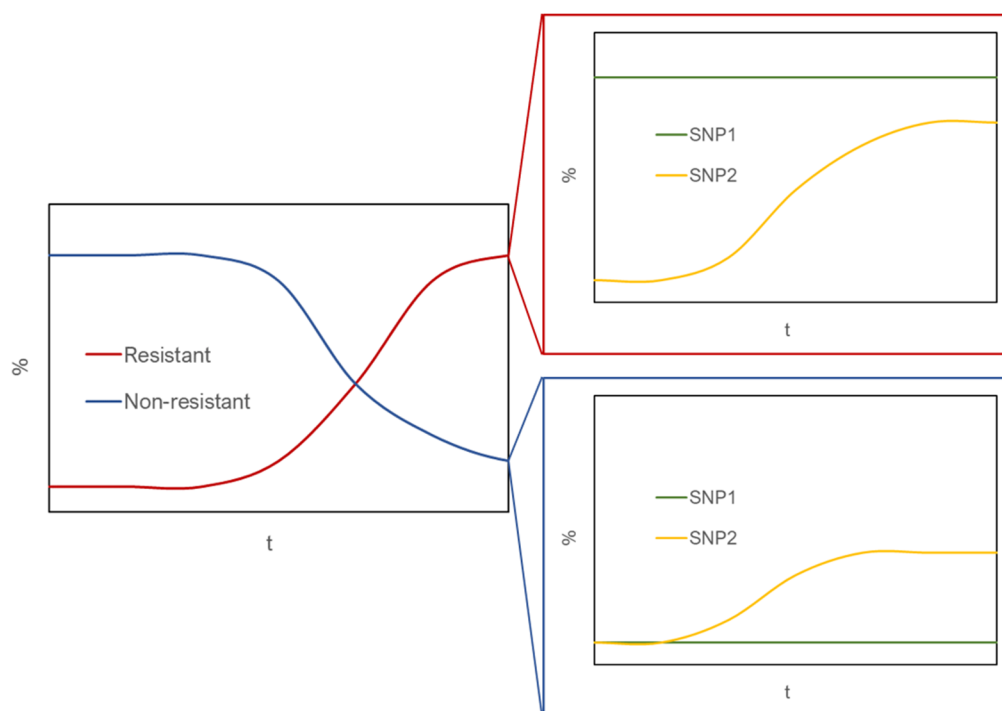 %
Resistant
Non-resistant
t
%
SNP1
SNP2
t
%
SNP1
SNP2
t